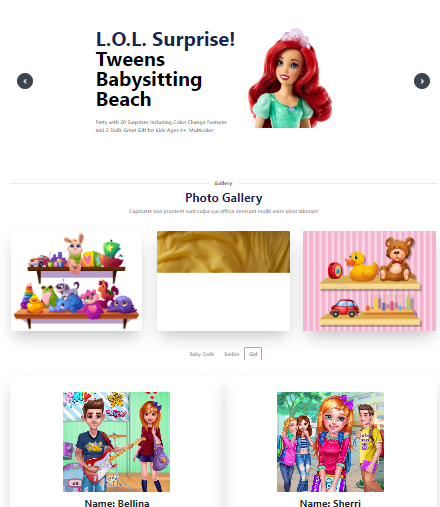 L.O.L. Surprise!
Tweens
Babysitting
Beach
Party with 20 Surprises Including Color Change Features
and 2 Dolls Great Gift for Kids Ages 4+, Multicolor
Gallery
Photo Gallery
Cupidatat non proident sunt culpa qui officia deserunt mollit anim idest laborum
Baby Dolls
Barbie
Girl
Name: Bellina
Name: Sherri